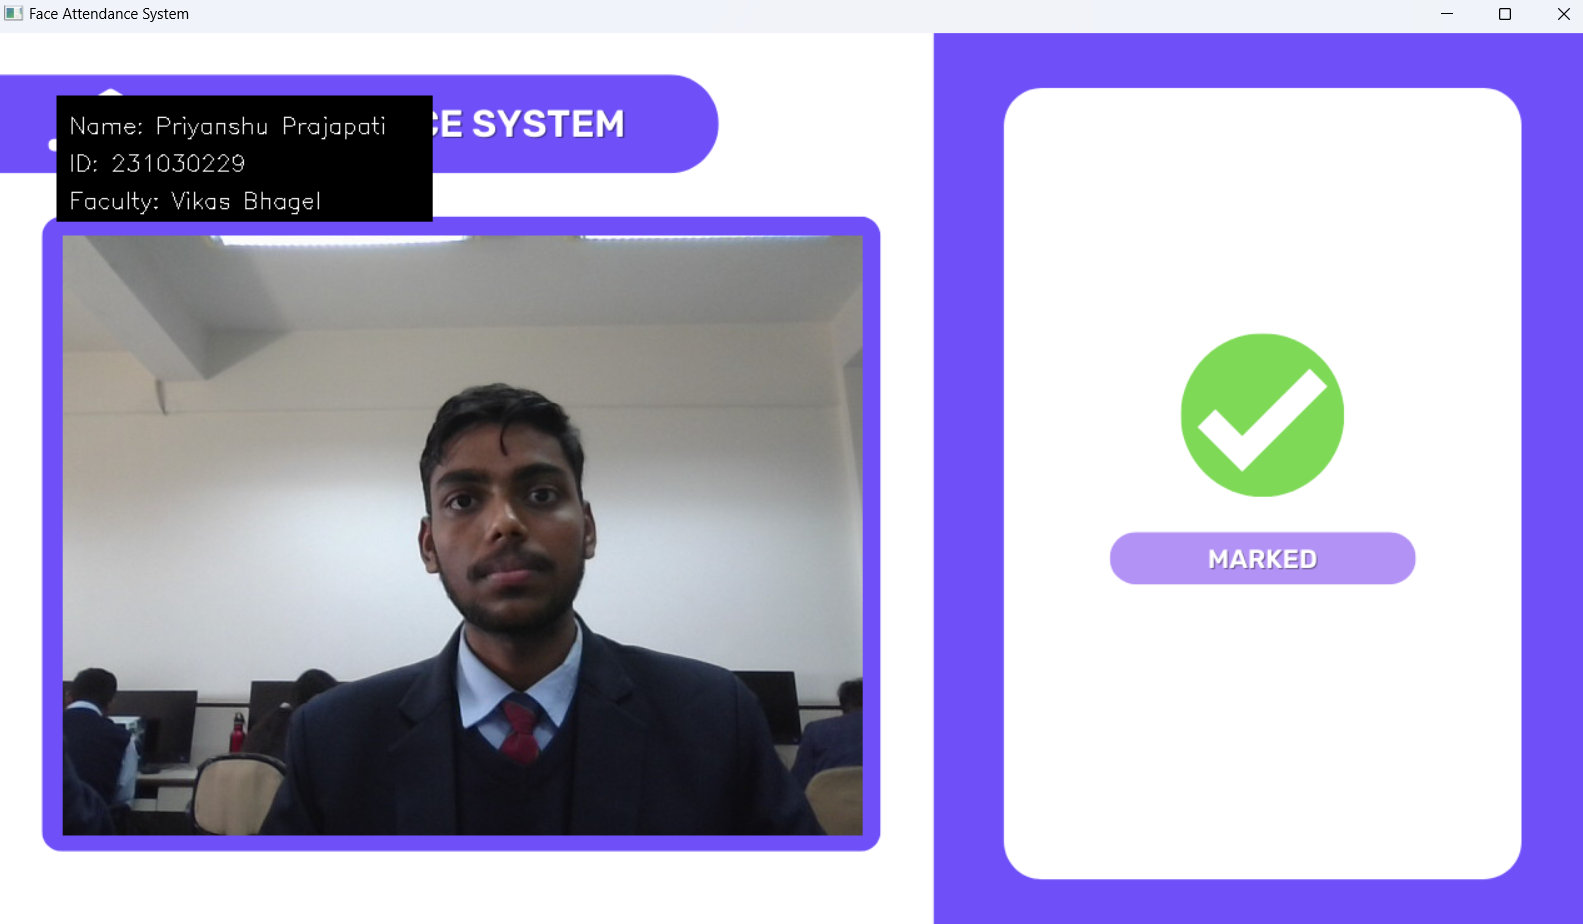 Face Attendance System
CE SYSTEM
Name: Priyanshu Prajapati
ID: 231030229
Faculty: Vikas Bhagel
MARKED